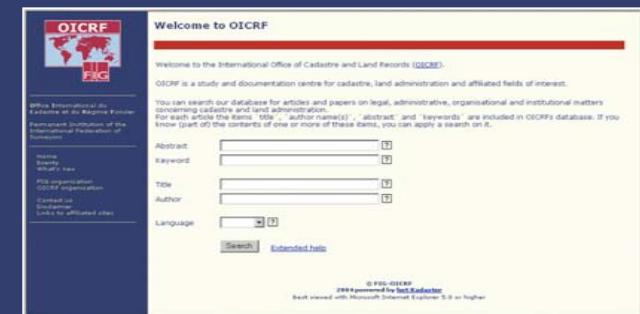 OICRF
FIG
Office International du
Cadastre et du Régime Foncier
Permanent Institution of the
International Federation of
Surveyors
Home
Events
What's new
FIG organisation
OICRF organisation
Contact us
Disclaimer
Links to affiliated sites
Welcome to OICRF
Welcome to the International Office of Cadastre and Land Records (OICRF).
OICRF is a study and documentation centre for cadastre, land administration and affiliated fields of interest.
You can search our database for articles and papers on legal, administrative, organisational and institutional matters
concerning cadastre and land administration.
For each article the items `title`, `author name(s)`, `abstract` and `keywords` are included in OICRFs database. If you
know (part of) the contents of one or more of these items, you can apply a search on it.
Abstract ?
Keyword ?
Title ?
Author ?
Language ?
Search Extended help
© FIG-OICRF
2004 powered by het Kadaster
Best viewed with Microsoft Internet Explorer 5.0 or higher